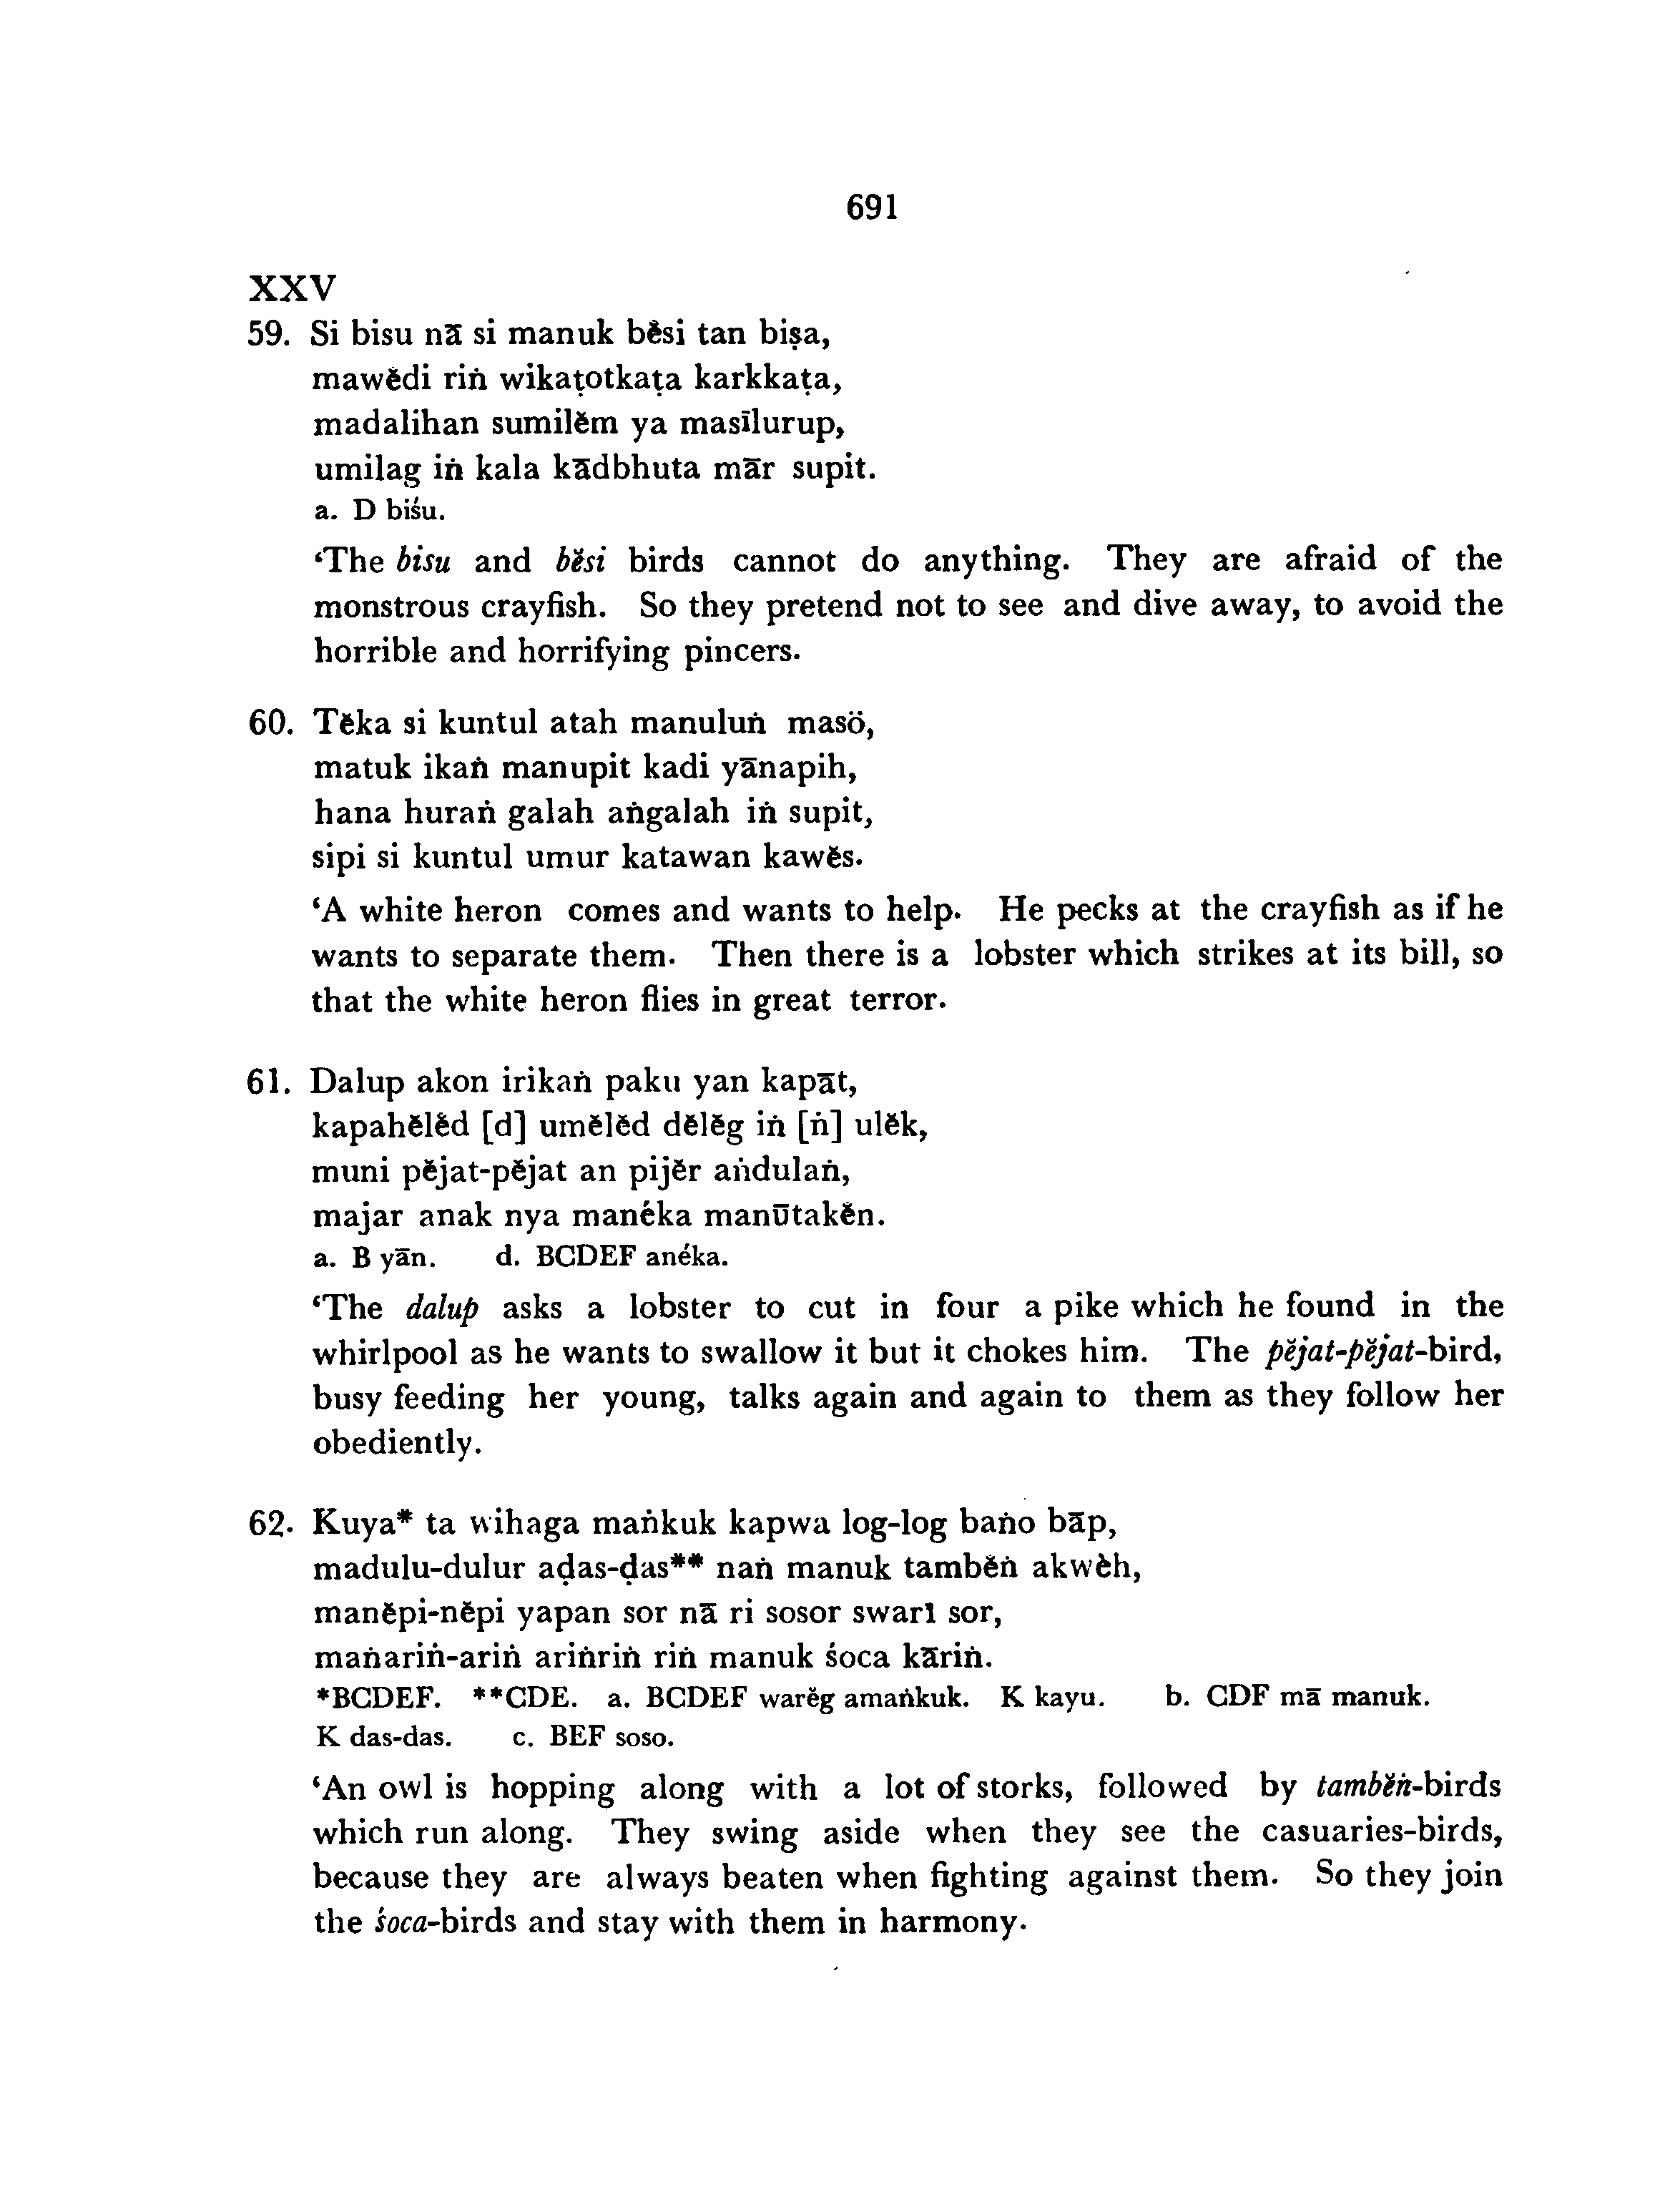 691
XXV
59. Si bisu nā si manuk bĕsi tan biṣa,
mawĕdi riṅ wikaṭotkaṭa karkkaṭa,
madalihan sumilĕm ya masīlurup,
umilag iṅ kala kādbhuta mār supit.
a. D biśu.
‘The bisu and bĕsi birds cannot do anything. They are afraid of the
monstrous crayfish. So they pretend not to see and dive away, to avoid the
horrible and horrifying pincers.
60. Tĕka si kuntul atah manuluṅ masö,
matuk ikaṅ manupit kadi yānapih,
hana huraṅ galah aṅgalah iṅ supit,
sipi si kuntul umur katawan kawĕs.
‘A white heron comes and wants to help. He pecks at the crayfish as if he
wants to separate them. Then there is a lobster which strikes at its bill, so
that the white heron flies in great terror.
61. Dalup akon irikaṅ paku yan kapāt,
kapahĕlĕd [d] umĕlĕd dĕlĕg iṅ [ṅ] ulĕk,
muni pĕjat-pĕjat an pijĕr aṅdulaṅ,
majar anak nya manéka manūtakĕn.
a. B yān. d. BCDEF anéka.
‘The dalup asks a lobster to cut in four a pike which he found in the
whirlpool as he wants to swallow it but it chokes him. The pĕjat-pĕjat-bird,
busy feeding her young, talks again and again to them as they follow her
obediently.
62. Kuya* ta wihaga maṅkuk kapwa log-log baṅo bāp,
madulu-dulur aḍas-ḍas** naṅ manuk tambĕṅ akwèh,
manĕpi-nĕpi yapan sor nā ri sosor swarī sor,
maṅariṅ-ariṅ ariṅriṅ riṅ manuk śoca kāriṅ.
*BCDEF. **CDE. a. BCDEF warĕg amaṅkuk. K kayu. b. CDF mā manuk.
K das-das. c. BEF soso.
‘An owl is hopping along with a lot of storks, followed by tambĕṅ-birds
which run along. They swing aside when they see the casuaries-birds,
because they are always beaten when fighting against them. So they join
the śoca-birds and stay with them in harmony.